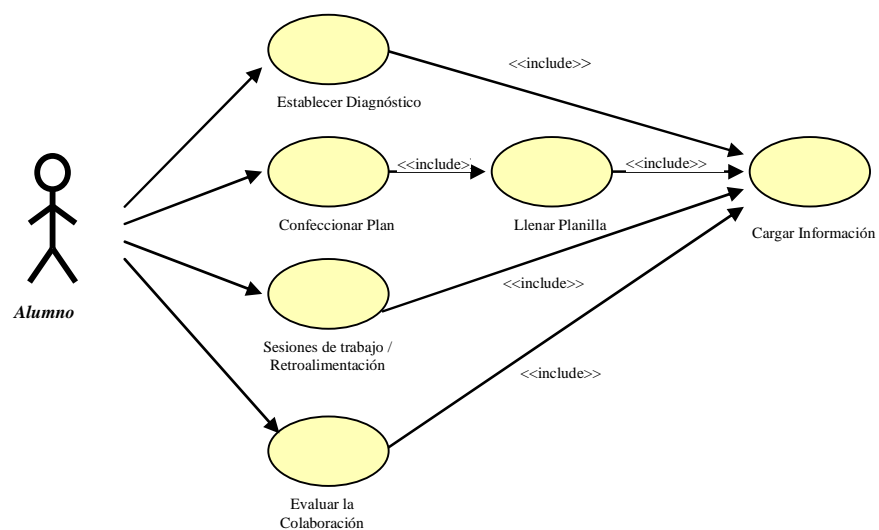 <<include>>
Establecer Diagnóstico
<<include>
<<include>>
Confeccionar Plan
Llenar Planilla
Cargar Información
<<include>>
Alumno
Sesiones de trabajo /
Retroalimentación
<<include>>
Evaluar la
Colaboración